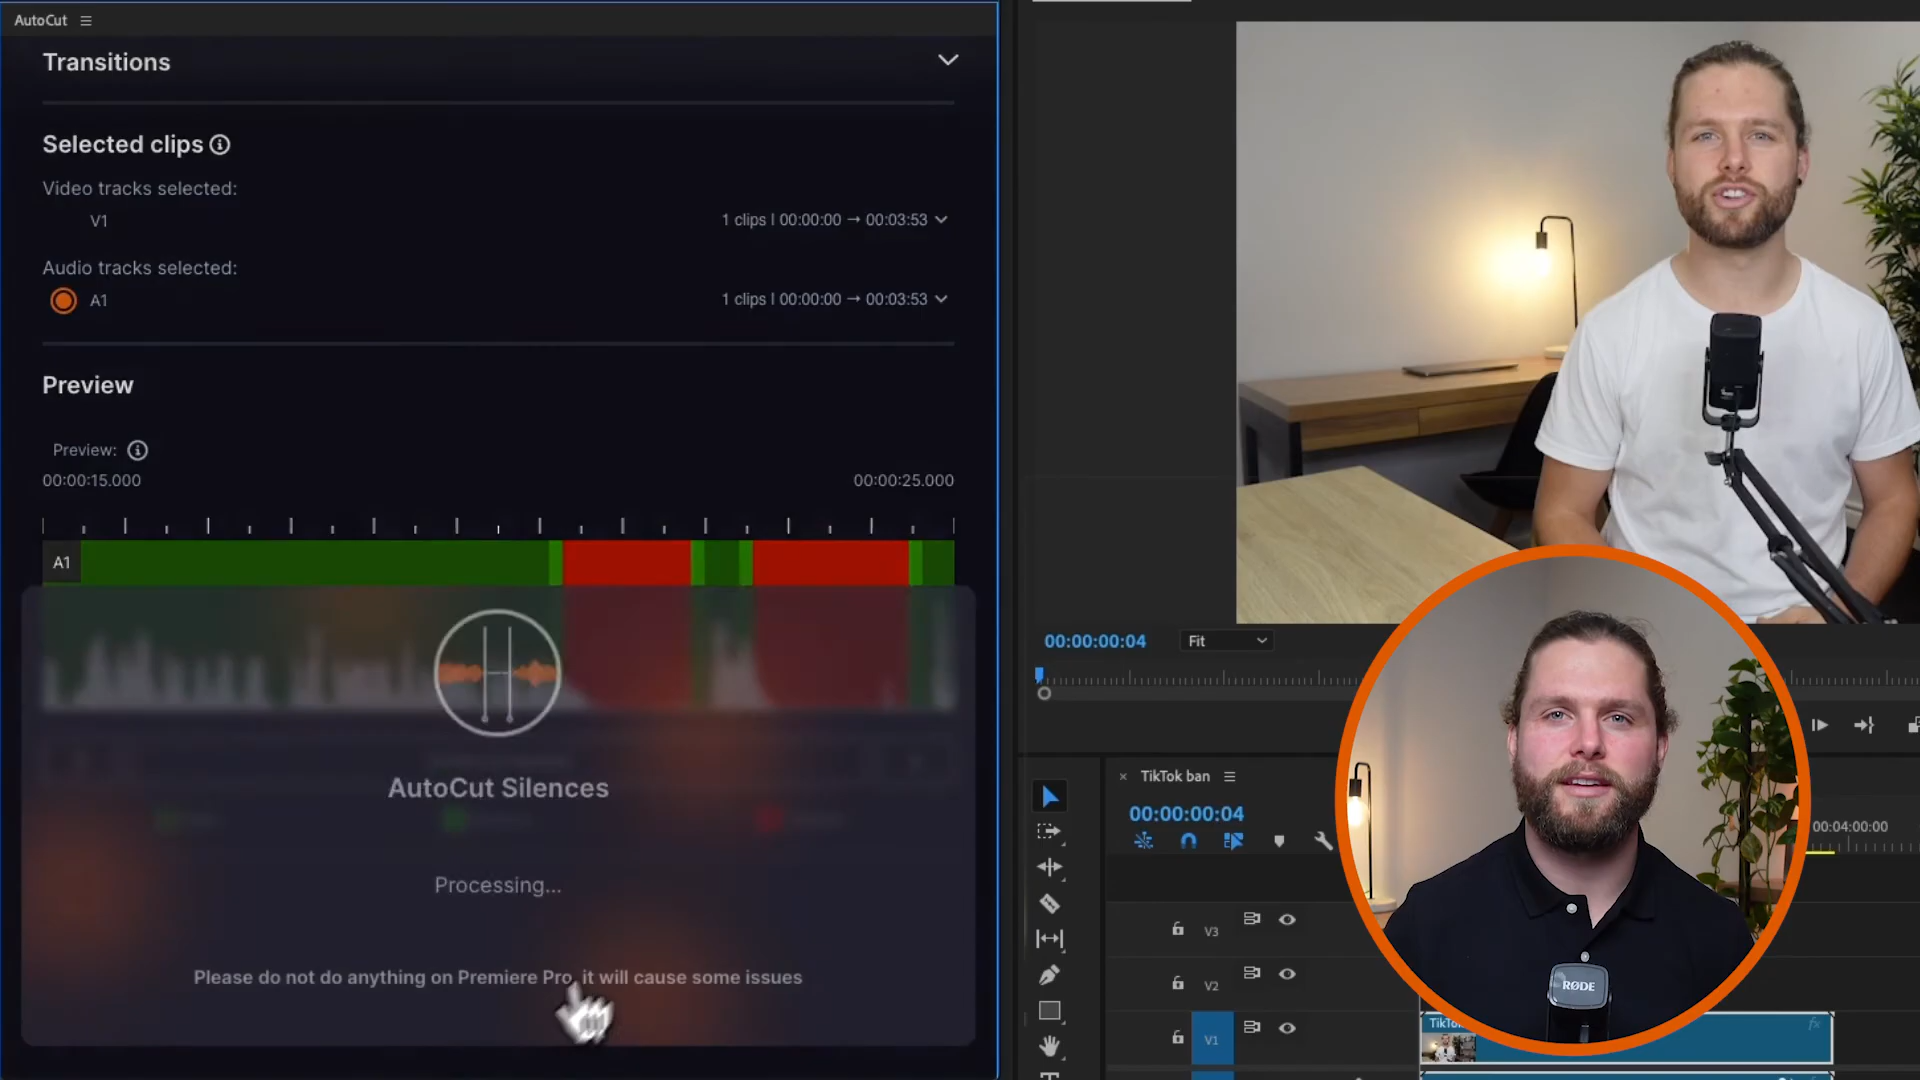 AutoCut
Transitions
Selected clips
Video tracks selected:
V1
1 clips | 00:00:00 → 00:03:53
Audio tracks selected:
A1
1 clips | 00:00:00 → 00:03:53
Preview
Preview:
00:00:15.000
00:00:25.000
A1
AutoCut Silences
Processing...
Please do not do anything on Premiere Pro, it will cause some issues
00:00:00:04
Fit
× TikTok ban
00:00:00:04
00:04:00:00
V3
V2
V1
fx
RØDE